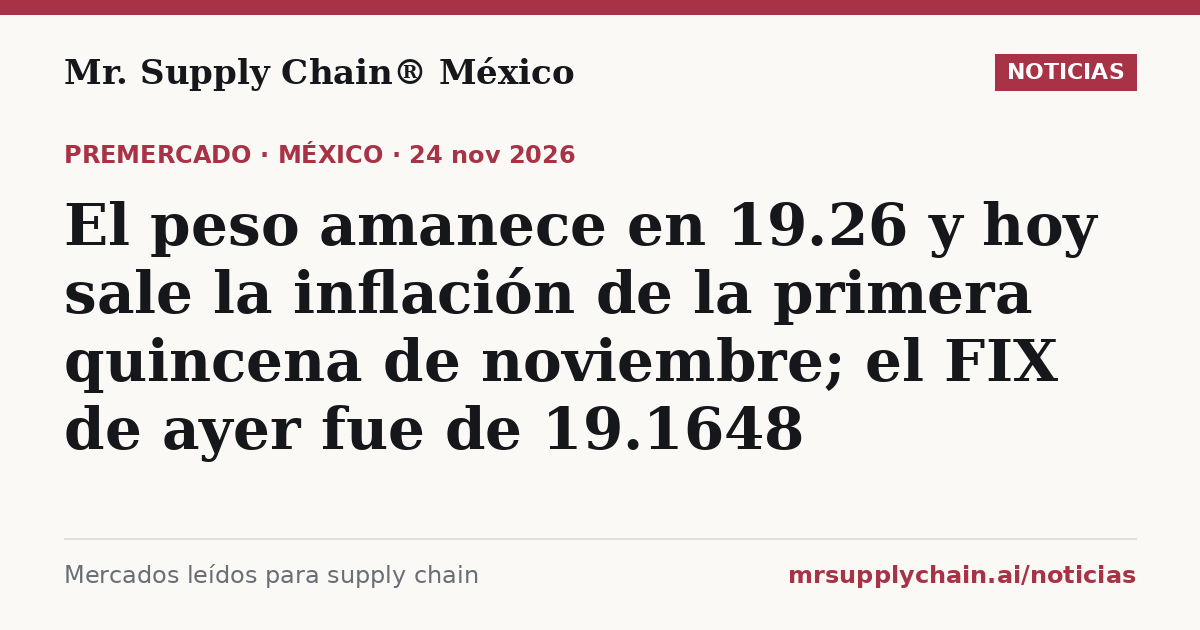 Mr. Supply Chain® México
NOTICIAS
PREMERCADO · MÉXICO · 24 nov 2026
El peso amanece en 19.26 y hoy
sale la inflación de la primera
quincena de noviembre; el FIX
de ayer fue de 19.1648
Mercados leídos para supply chain
mrsupplychain.ai/noticias